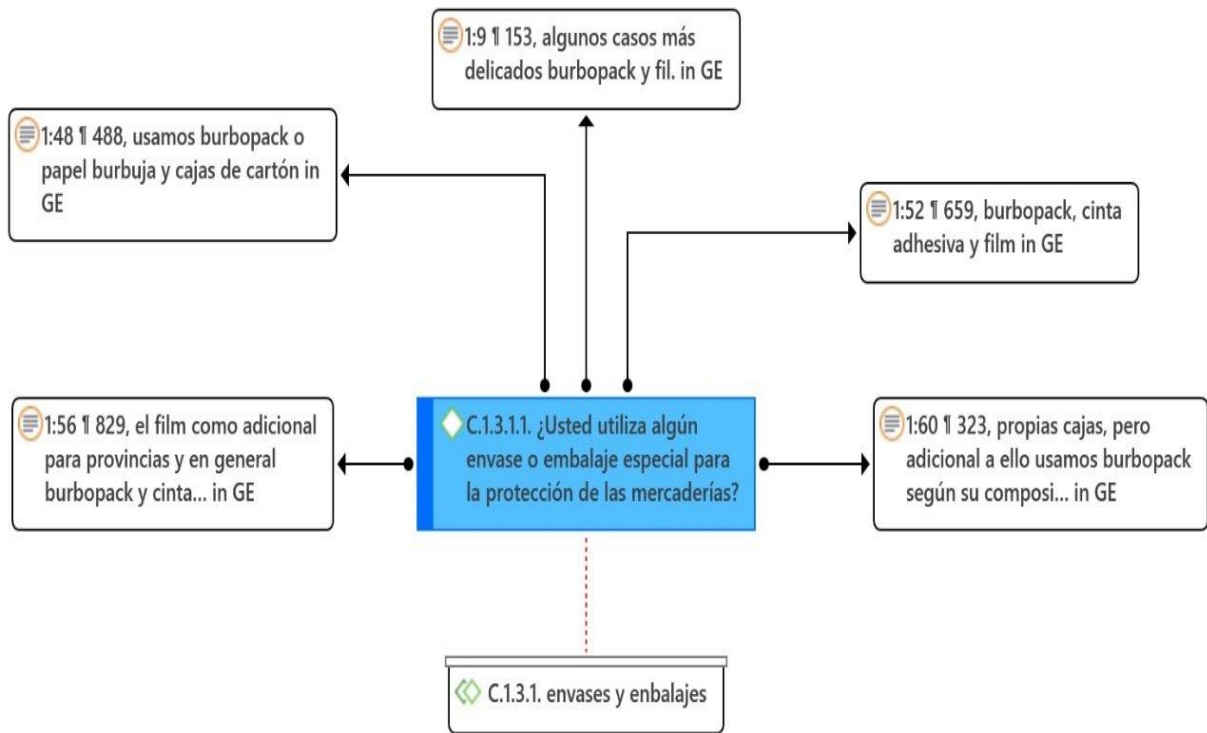 1:9 ¶ 153, algunos casos más
delicados burbopack y fil. in GE
1:48 ¶ 488, usamos burbopack o
papel burbuja y cajas de cartón in
GE
1:52 ¶ 659, burbopack, cinta
adhesiva y film in GE
1:56 ¶ 829, el film como adicional
para provincias y en general
burbopack y cinta... in GE
C.1.3.1.1. ¿Usted utiliza algún
envase o embalaje especial para
la protección de las mercaderías?
1:60 ¶ 323, propias cajas, pero
adicional a ello usamos burbopack
según su composi... in GE
C.1.3.1. envases y enbalajes